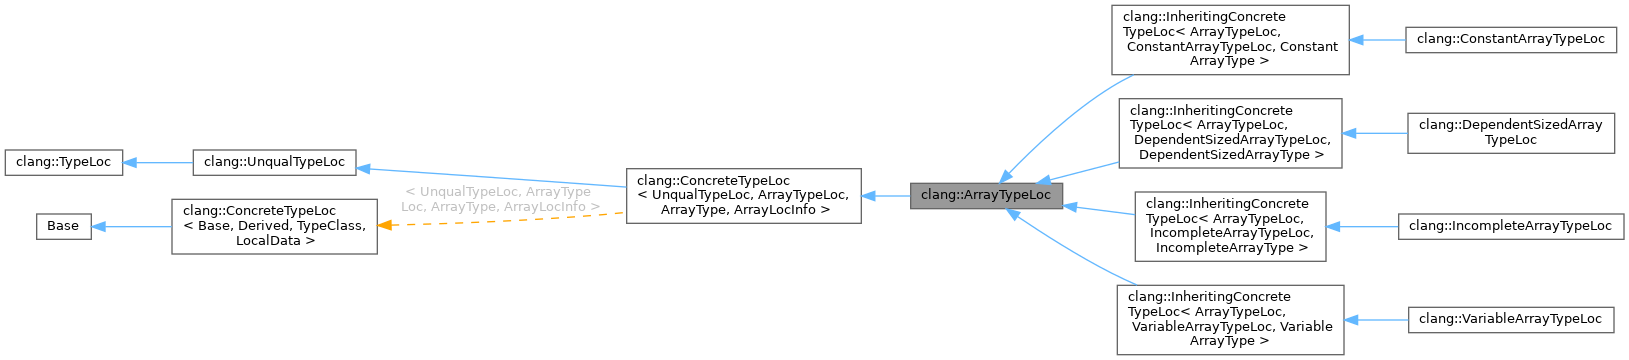 clang::TypeLoc
clang::UnqualTypeLoc
Base
clang::ConcreteTypeLoc
< Base, Derived, TypeClass,
LocalData >
< UnqualTypeLoc, ArrayType
Loc, ArrayType, ArrayLocInfo >
clang::ConcreteTypeLoc
< UnqualTypeLoc, ArrayTypeLoc,
ArrayType, ArrayLocInfo >
clang::ArrayTypeLoc
clang::InheritingConcrete
TypeLoc< ArrayTypeLoc,
ConstantArrayTypeLoc, Constant
ArrayType >
clang::ConstantArrayTypeLoc
clang::InheritingConcrete
TypeLoc< ArrayTypeLoc,
DependentSizedArrayTypeLoc,
DependentSizedArrayType >
clang::DependentSizedArray
TypeLoc
clang::InheritingConcrete
TypeLoc< ArrayTypeLoc,
IncompleteArrayTypeLoc,
IncompleteArrayType >
clang::IncompleteArrayTypeLoc
clang::InheritingConcrete
TypeLoc< ArrayTypeLoc,
VariableArrayTypeLoc, Variable
ArrayType >
clang::VariableArrayTypeLoc